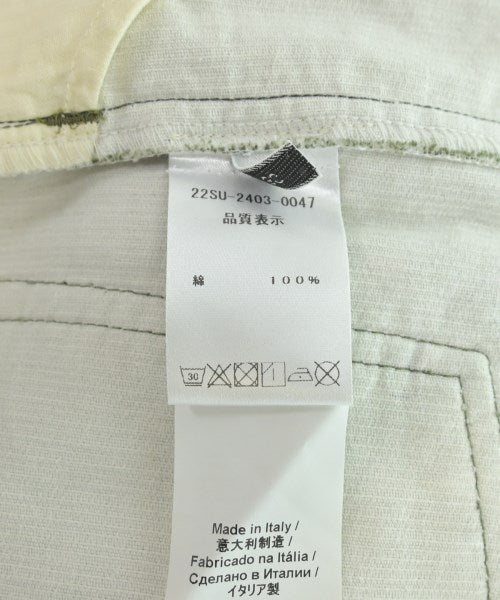 22SU-2403-0047
品質表示
綿 100%
30
Made in Italy /
意大利制造 /
Fabricado na Itália /
Сделано в Италии /
イタリア製